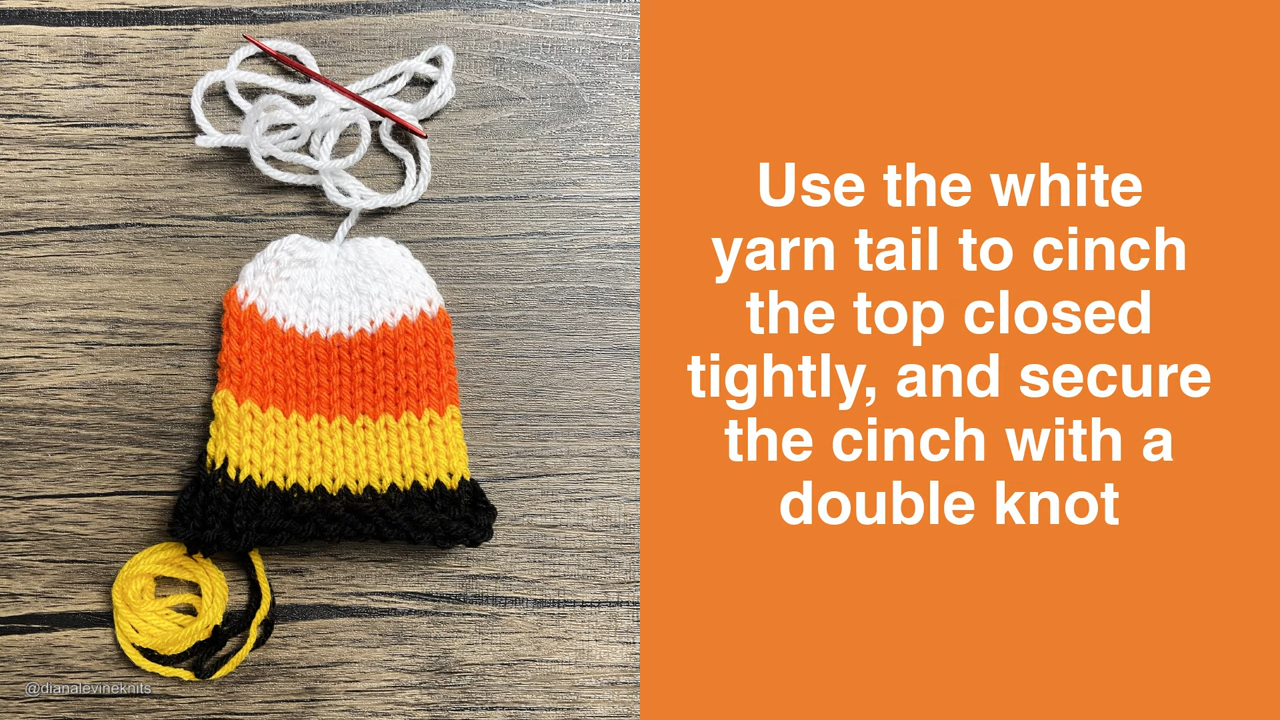 Use the white
yarn tail to cinch
the top closed
tightly, and secure
the cinch with a
double knot
@dianalevineknits